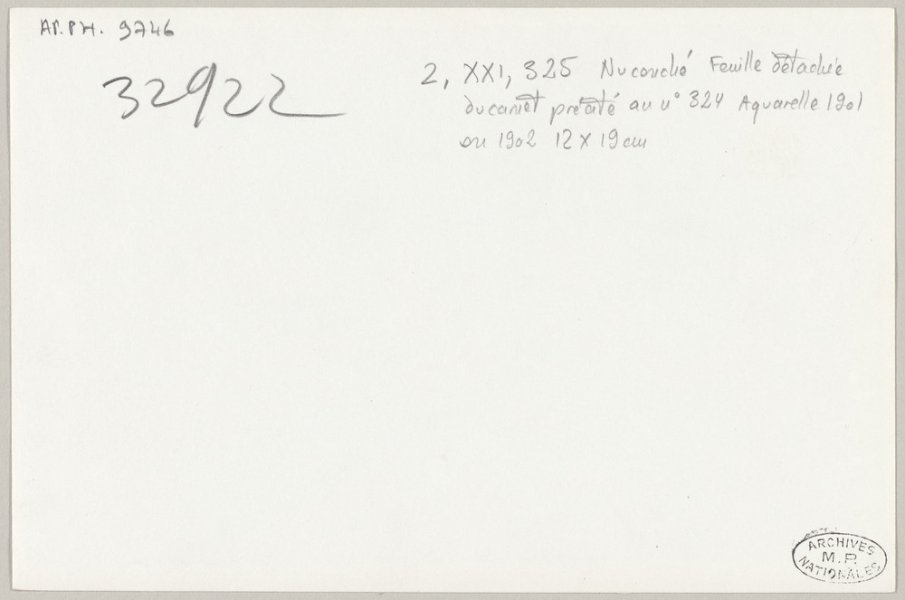 AP.PH. 9746
32922
2, XXI, 325 Nu couché Feuille détachée
du carnet précité au n° 324 Aquarelle 1901
ou 1902 12 x 19 cm
ARCHIVES
M.P.
NATIONALES